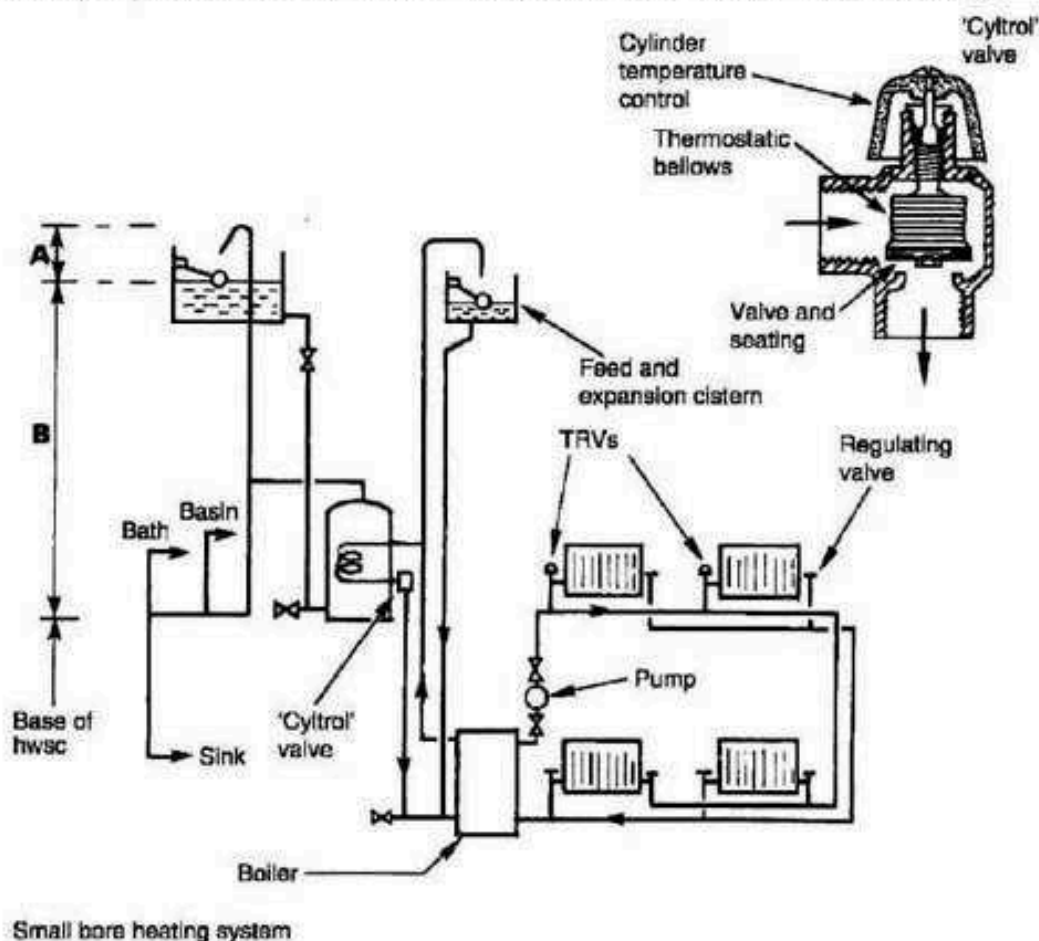 'Cyltrol'
valve
Cylinder
temperature
control
Thermostatic
bellows
A
Valve and
seating
Feed and
expansion cistern
B
TRVs
Regulating
valve
Bath
Basin
Pump
Base of
hwsc
'Cyltrol'
valve
Sink
Boiler
Small bore heating system